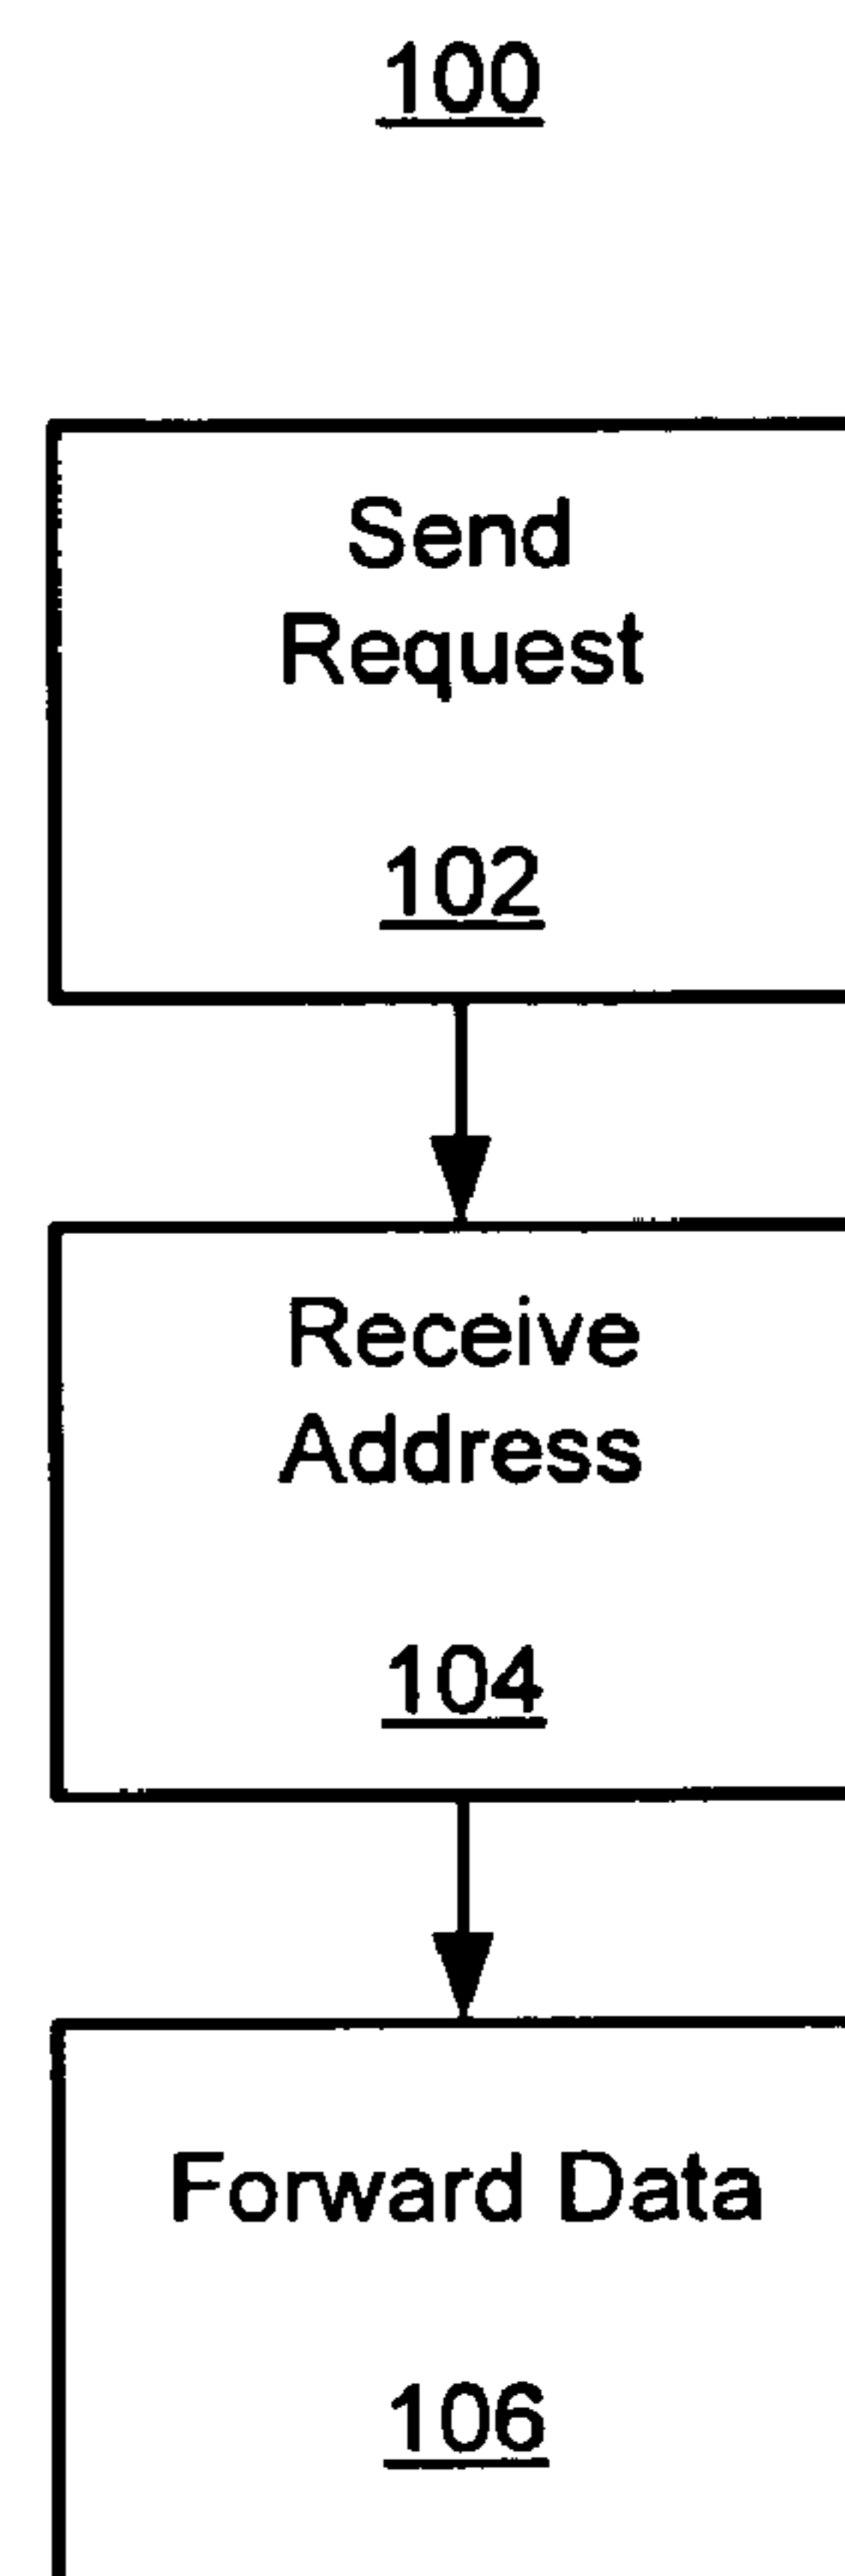 100
Send
Request
102
Receive
Address
104
Forward Data
106